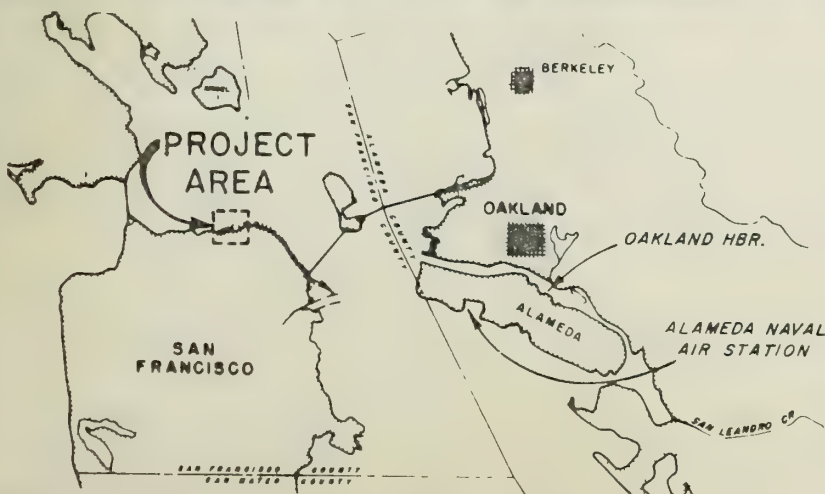 BERKELEY
PROJECT
AREA
OAKLAND
OAKLAND HBR.
ALAMEDA
ALAMEDA NAVAL
AIR STATION
SAN
FRANCISCO
SAN LEANDRO CR
SAN FRANCISCO COUNTY
SAN MATEO COUNTY